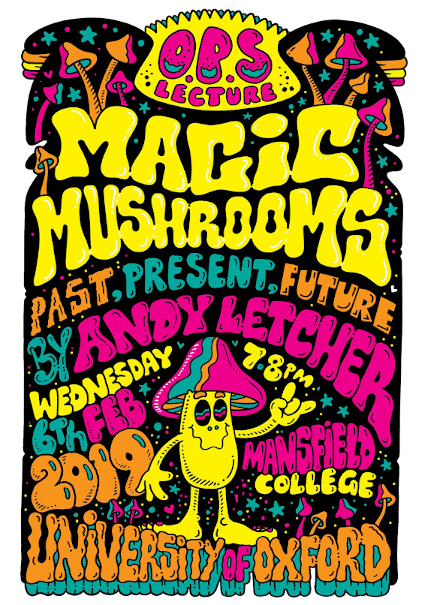 O.P.S
LECTURE
MAGiC
MUSHROOMS
PAST, PRESENT, FUTURE
BY ANDY LETCHER
WEDNESDAY 7-8PM
6th FEB
2019
MANSFiELD
COLLEGE
UNiVERSiTY OF OXFORD